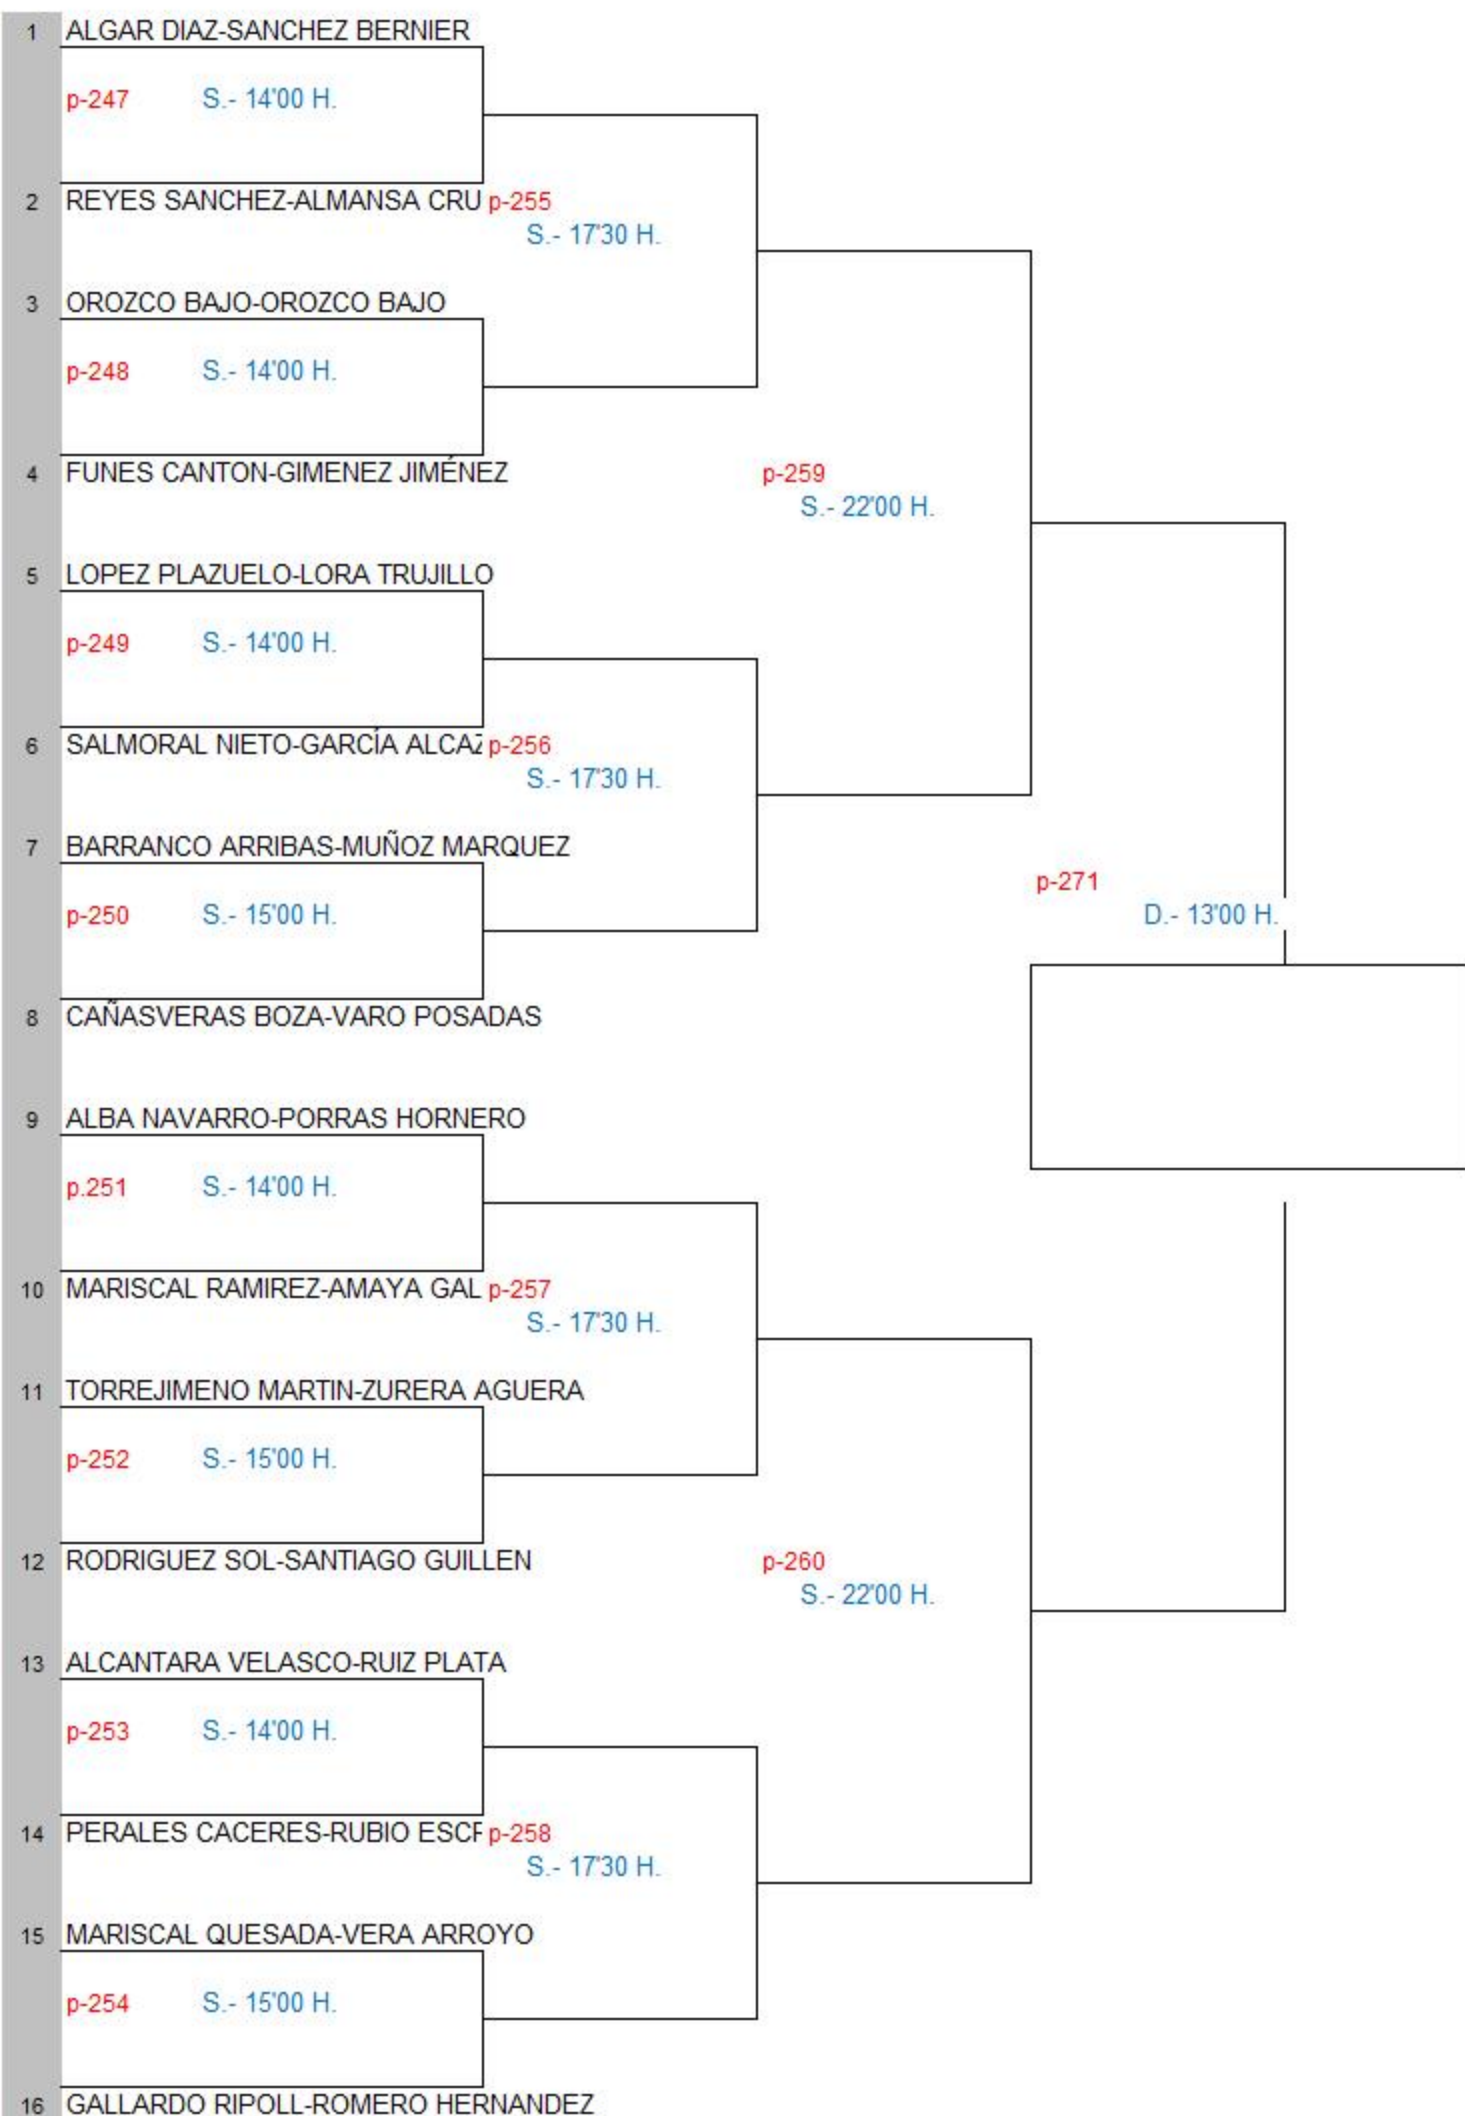 1 ALGAR DIAZ-SANCHEZ BERNIER
p-247 S.- 14'00 H.
2 REYES SANCHEZ-ALMANSA CRU p-255
S.- 17'30 H.
3 OROZCO BAJO-OROZCO BAJO
p-248 S.- 14'00 H.
4 FUNES CANTON-GIMENEZ JIMÉNEZ p-259
S.- 22'00 H.
5 LOPEZ PLAZUELO-LORA TRUJILLO
p-249 S.- 14'00 H.
6 SALMORAL NIETO-GARCÍA ALCAZ p-256
S.- 17'30 H.
7 BARRANCO ARRIBAS-MUÑOZ MARQUEZ
p-271
p-250 S.- 15'00 H. D.- 13'00 H.
8 CAÑASVERAS BOZA-VARO POSADAS
9 ALBA NAVARRO-PORRAS HORNERO
p.251 S.- 14'00 H.
10 MARISCAL RAMIREZ-AMAYA GAL p-257
S.- 17'30 H.
11 TORREJIMENO MARTIN-ZURERA AGUERA
p-252 S.- 15'00 H.
12 RODRIGUEZ SOL-SANTIAGO GUILLEN p-260
S.- 22'00 H.
13 ALCANTARA VELASCO-RUIZ PLATA
p-253 S.- 14'00 H.
14 PERALES CACERES-RUBIO ESCR p-258
S.- 17'30 H.
15 MARISCAL QUESADA-VERA ARROYO
p-254 S.- 15'00 H.
16 GALLARDO RIPOLL-ROMERO HERNANDEZ